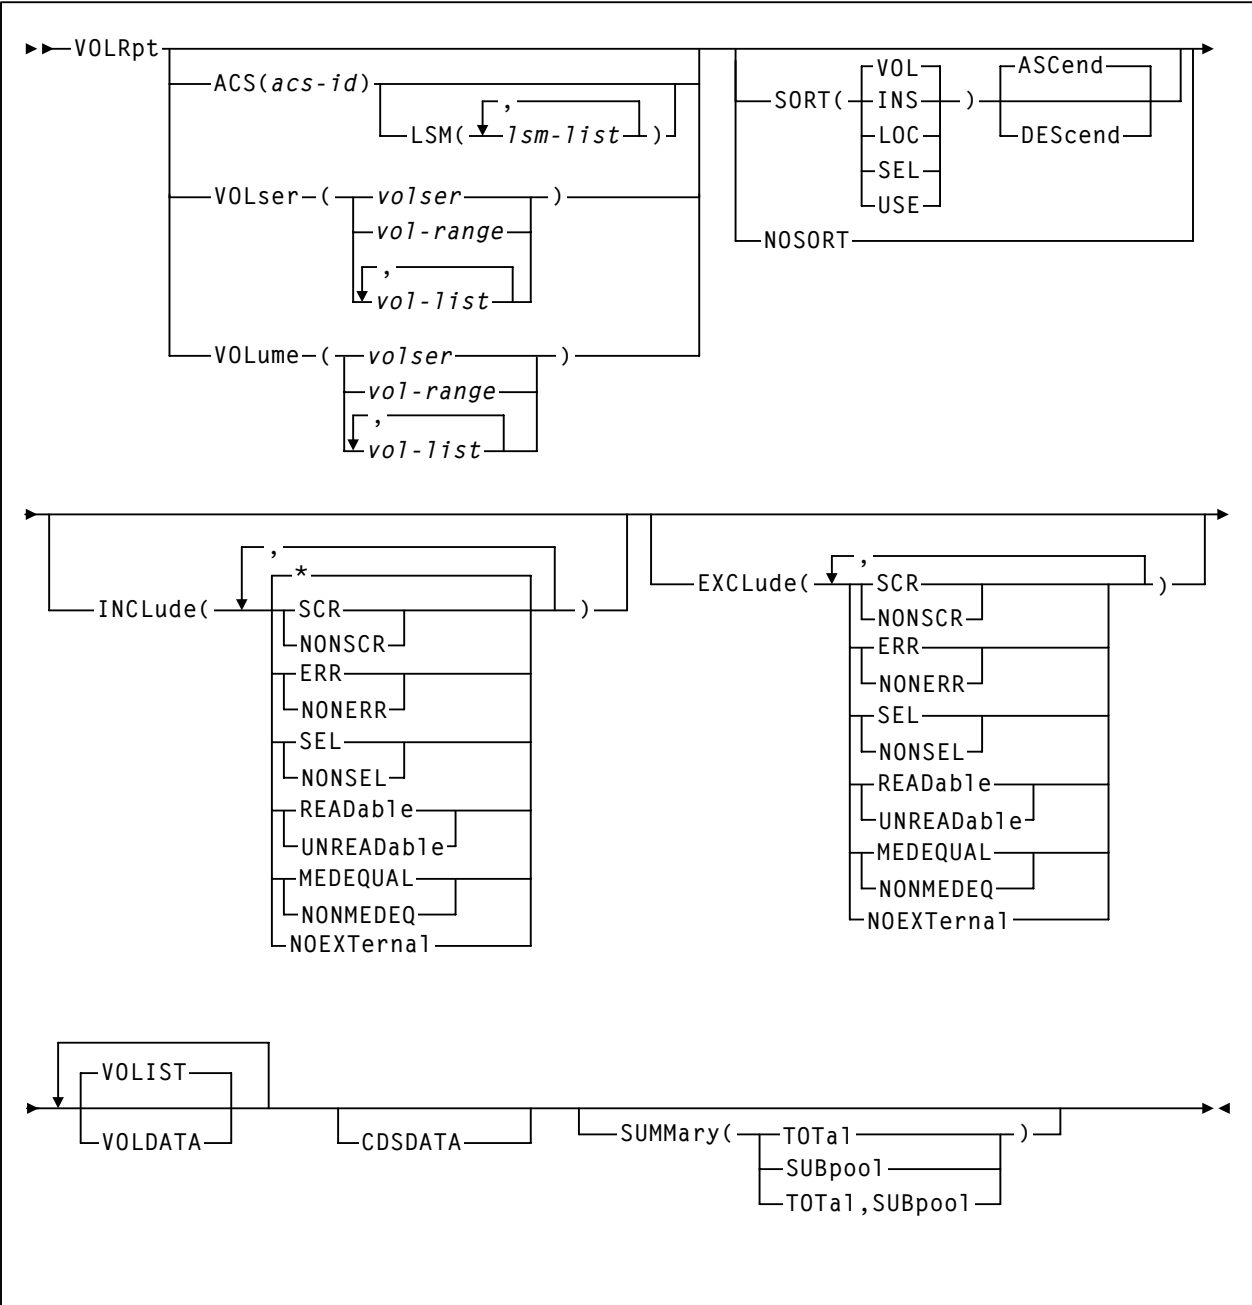 VOLRpt
ACS(acs-id)
,
LSM( lsm-list )
VOLser ( volser )
vol-range
,
vol-list
VOLume ( volser )
vol-range
,
vol-list
VOL
SORT( INS )
LOC
SEL
USE
ASCend
DEScend
NOSORT
,
*
INCLude( SCR )
NONSCR
ERR
NONERR
SEL
NONSEL
READable
UNREADable
MEDEQUAL
NONMEDEQ
NOEXTernal
,
EXCLude( SCR )
NONSCR
ERR
NONERR
SEL
NONSEL
READable
UNREADable
MEDEQUAL
NONMEDEQ
NOEXTernal
VOLIST
VOLDATA
CDSDATA
SUMMary( TOTal )
SUBpool
TOTal,SUBpool